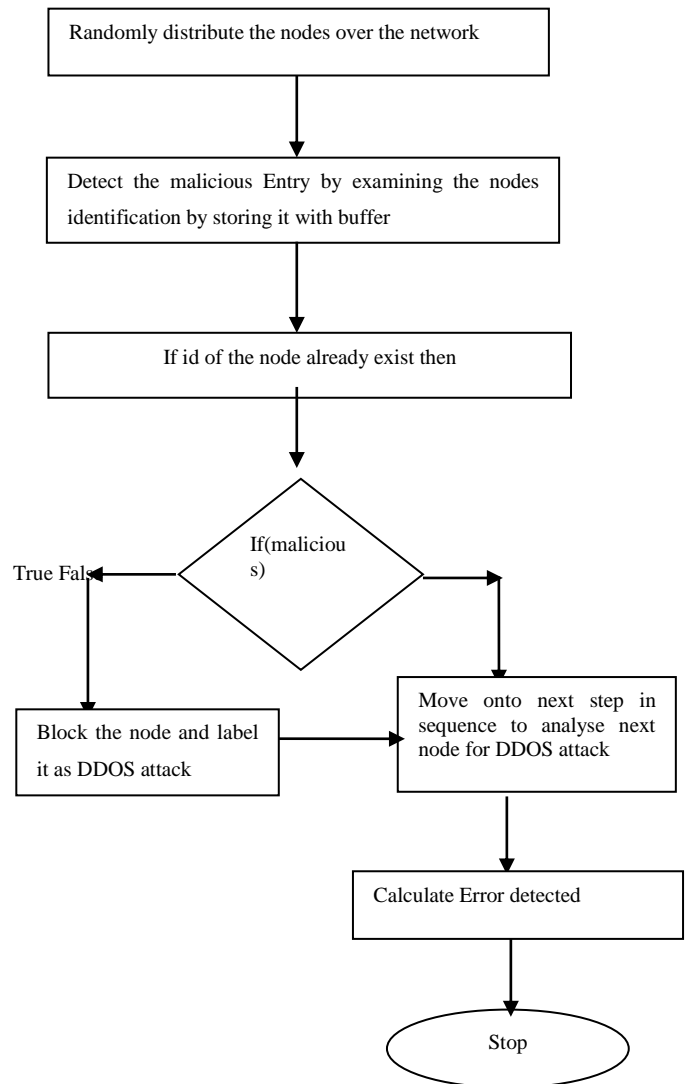 Randomly distribute the nodes over the network
Detect the malicious Entry by examining the nodes
identification by storing it with buffer
If id of the node already exist then
If(maliciou
s)
True Fals
Block the node and label
it as DDOS attack
Move onto next step in
sequence to analyse next
node for DDOS attack
Calculate Error detected
Stop